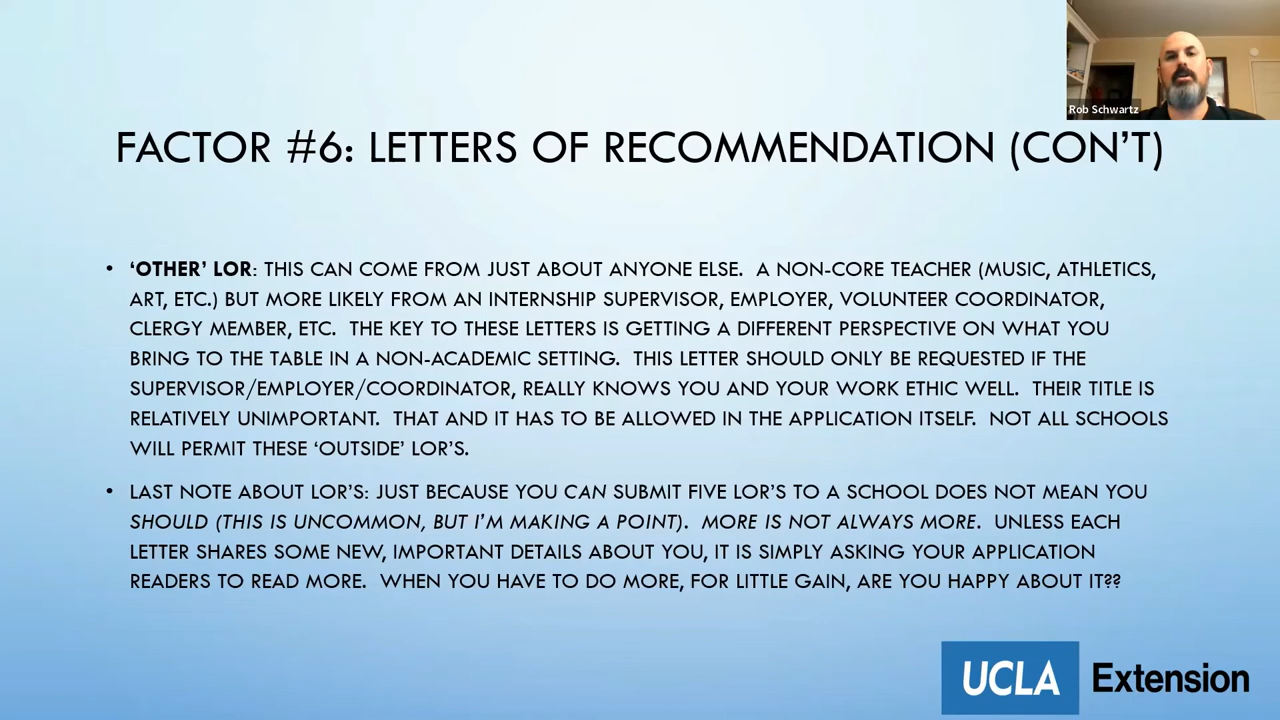 Rob Schwartz
FACTOR #6: LETTERS OF RECOMMENDATION (CON'T)
• 'OTHER' LOR: THIS CAN COME FROM JUST ABOUT ANYONE ELSE. A NON-CORE TEACHER (MUSIC, ATHLETICS,
ART, ETC.) BUT MORE LIKELY FROM AN INTERNSHIP SUPERVISOR, EMPLOYER, VOLUNTEER COORDINATOR,
CLERGY MEMBER, ETC. THE KEY TO THESE LETTERS IS GETTING A DIFFERENT PERSPECTIVE ON WHAT YOU
BRING TO THE TABLE IN A NON-ACADEMIC SETTING. THIS LETTER SHOULD ONLY BE REQUESTED IF THE
SUPERVISOR/EMPLOYER/COORDINATOR, REALLY KNOWS YOU AND YOUR WORK ETHIC WELL. THEIR TITLE IS
RELATIVELY UNIMPORTANT. THAT AND IT HAS TO BE ALLOWED IN THE APPLICATION ITSELF. NOT ALL SCHOOLS
WILL PERMIT THESE 'OUTSIDE' LOR'S.
• LAST NOTE ABOUT LOR'S: JUST BECAUSE YOU CAN SUBMIT FIVE LOR'S TO A SCHOOL DOES NOT MEAN YOU
SHOULD (THIS IS UNCOMMON, BUT I'M MAKING A POINT). MORE IS NOT ALWAYS MORE. UNLESS EACH
LETTER SHARES SOME NEW, IMPORTANT DETAILS ABOUT YOU, IT IS SIMPLY ASKING YOUR APPLICATION
READERS TO READ MORE. WHEN YOU HAVE TO DO MORE, FOR LITTLE GAIN, ARE YOU HAPPY ABOUT IT??
UCLA Extension